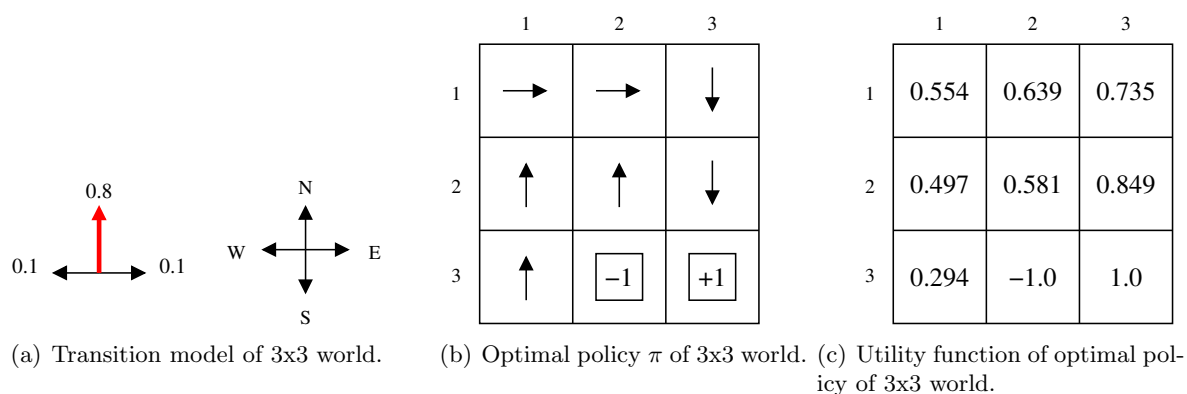 1 2 3
1
2
3 −1 +1
1 2 3
1 0.554 0.639 0.735
2 0.497 0.581 0.849
3 0.294 −1.0 1.0
0.8
0.1 0.1
N
W E
S
(a) Transition model of 3x3 world.
(b) Optimal policy π of 3x3 world.
(c) Utility function of optimal pol-
icy of 3x3 world.